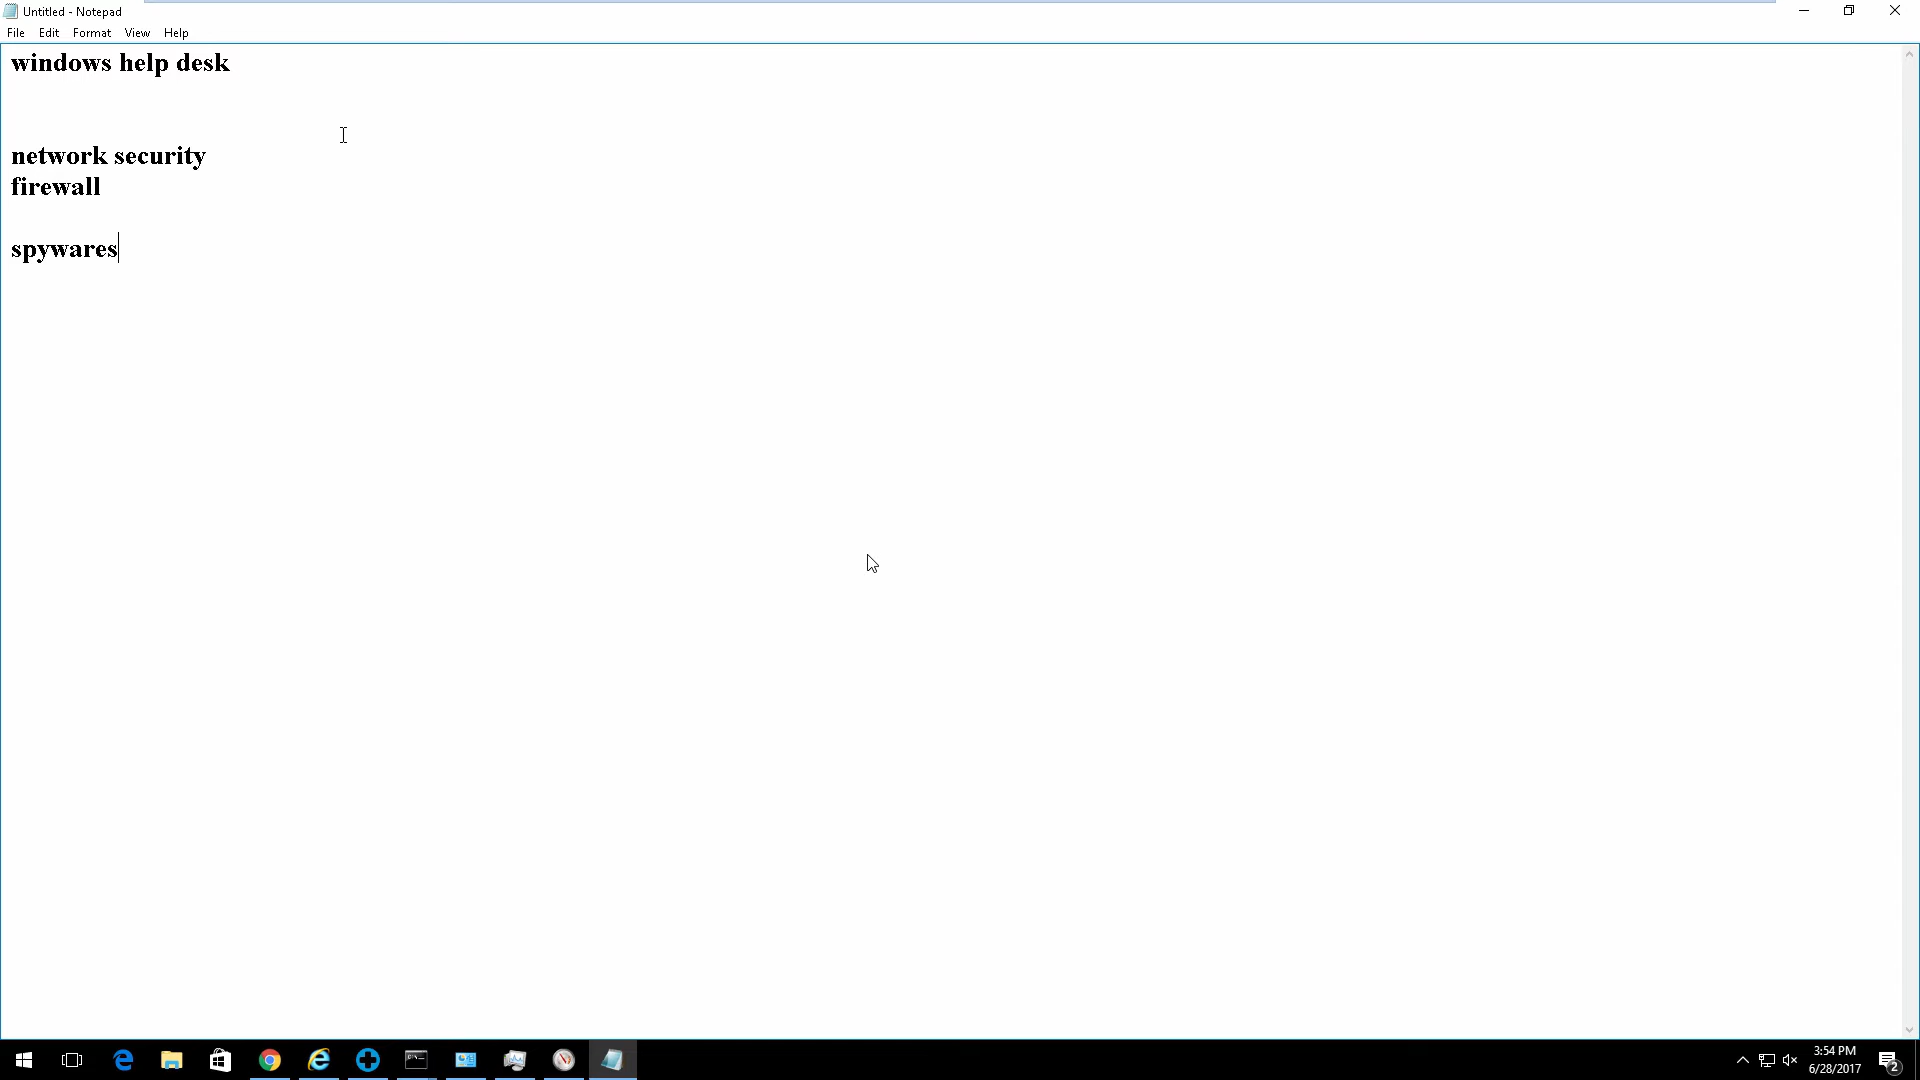 Untitled - Notepad
File Edit Format View Help
windows help desk
network security
firewall
spywares
3:54 PM
6/28/2017
2